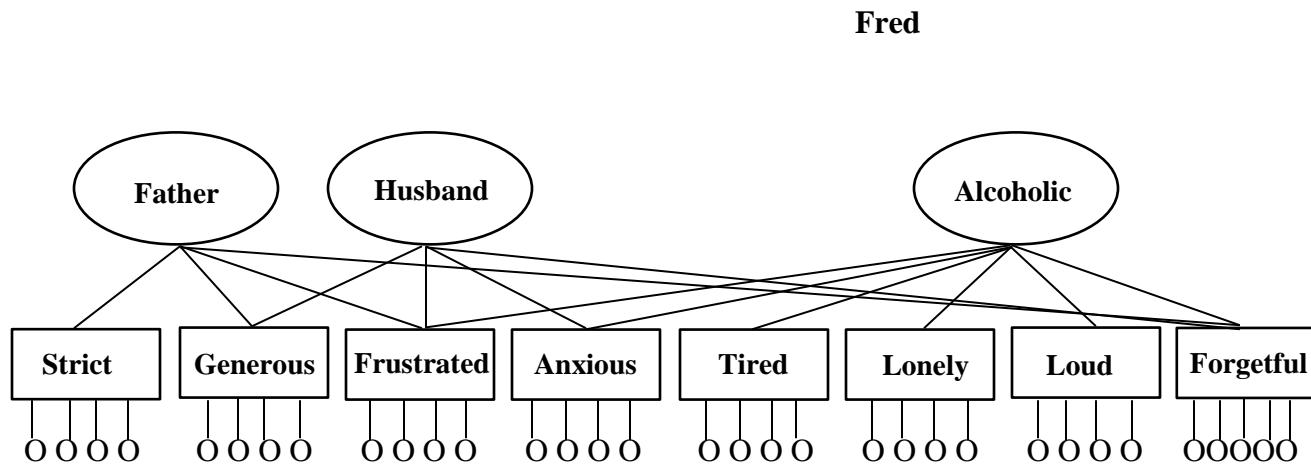 Fred
Father Husband Alcoholic
Strict Generous Frustrated Anxious Tired Lonely Loud Forgetful
O O O O O O O O O O O O O O O O O O O O O O O O O O O O O O O O O